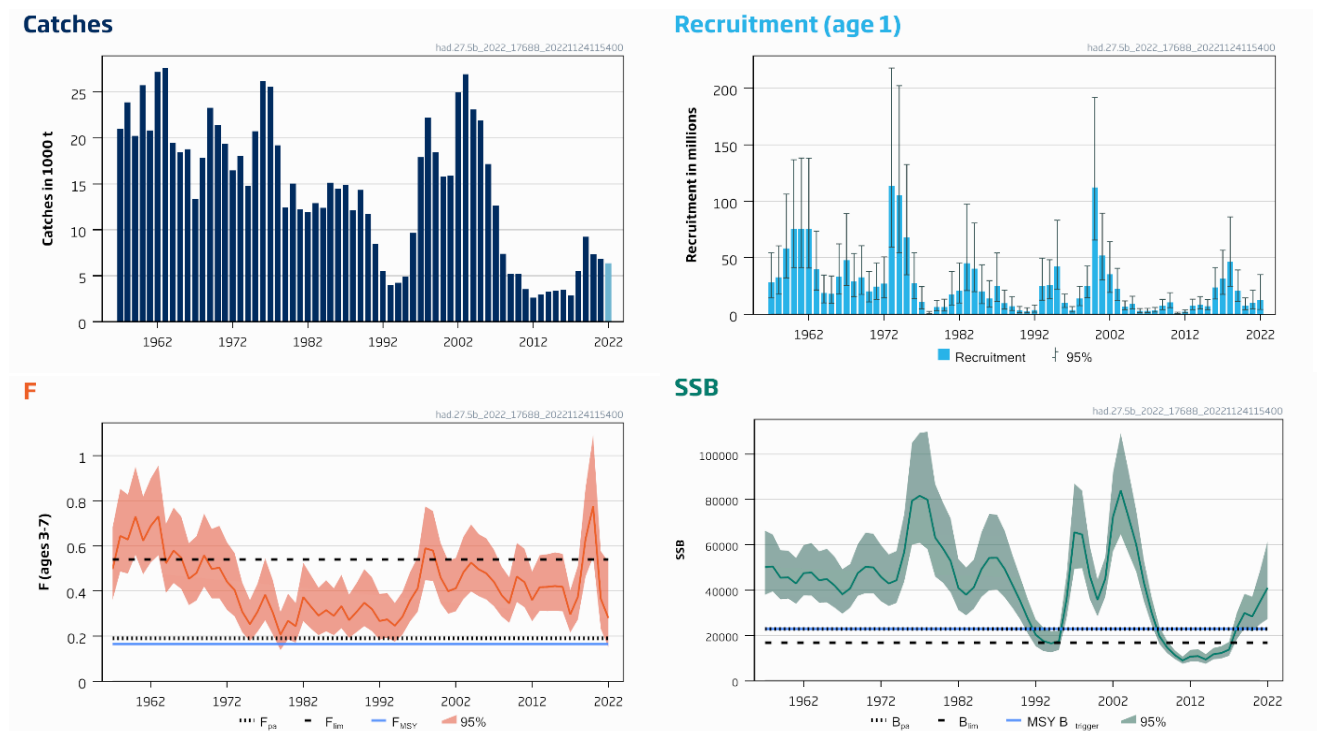 Catches
had.27.5b_2022_17688_20221124115400
Catches in 1000 t
25
20
15
10
5
0
1962 1972 1982 1992 2002 2012 2022
Recruitment (age 1)
had.27.5b_2022_17688_20221124115400
Recruitment in millions
200
150
100
50
0
1962 1972 1982 1992 2002 2012 2022
Recruitment 95%
F
had.27.5b_2022_17688_20221124115400
F (ages 3-7)
1
0.8
0.6
0.4
0.2
0
1962 1972 1982 1992 2002 2012 2022
Fpa Flim FMSY 95%
SSB
had.27.5b_2022_17688_20221124115400
SSB
100000
80000
60000
40000
20000
0
1962 1972 1982 1992 2002 2012 2022
Bpa Blim MSY B trigger 95%